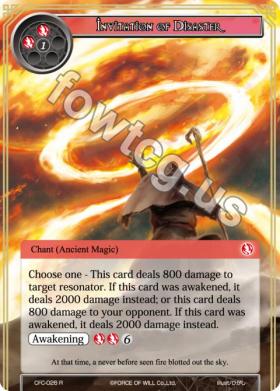 Invitation of Disaster
1
fowtcg.us
Chant (Ancient Magic)
Choose one - This card deals 800 damage to
target resonator. If this card was awakened, it
deals 2000 damage instead; or this card deals
800 damage to your opponent. If this card was
awakened, it deals 2000 damage instead.
Awakening 6
At that time, a never before seen fire blotted out the sky.
CFC-028 R
©FORCE OF WILL Co.,Ltd.